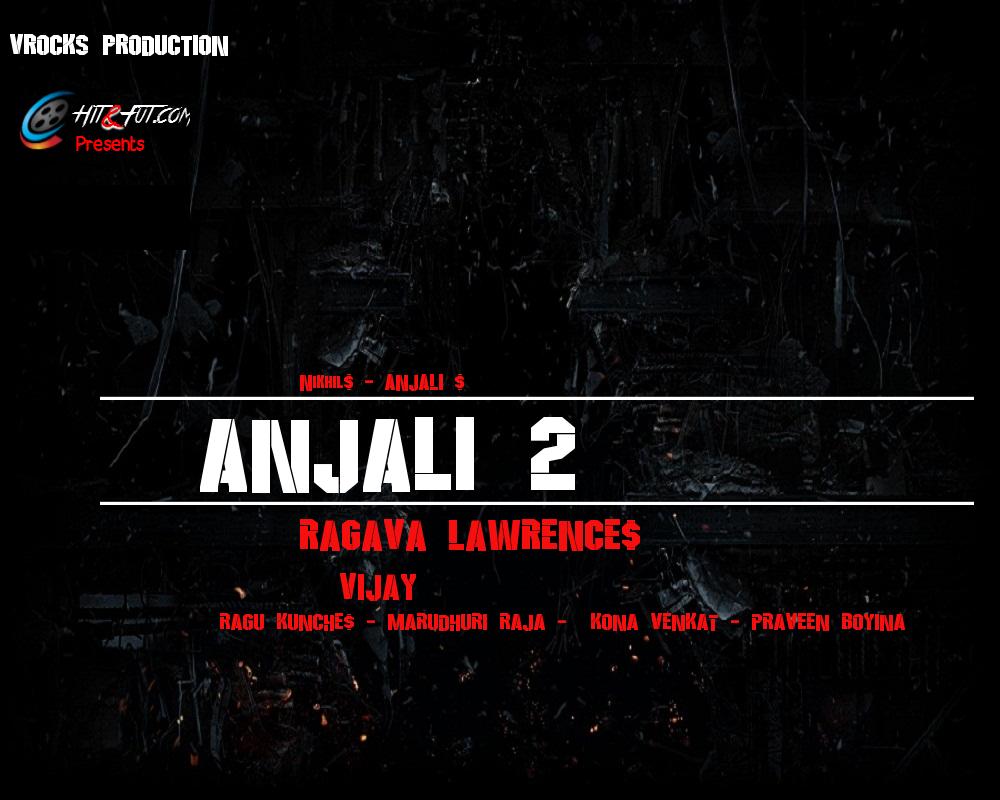 VROCKS PRODUCTION
HIT&FUT.COM
Presents
NIKHIL$ - ANJALI $
ANJALI 2
RAGAVA LAWRENCE$
VIJAY
RAGU KUNCHE$ - MARUDHURI RAJA - KONA VENKAT - PRAVEEN BOYINA